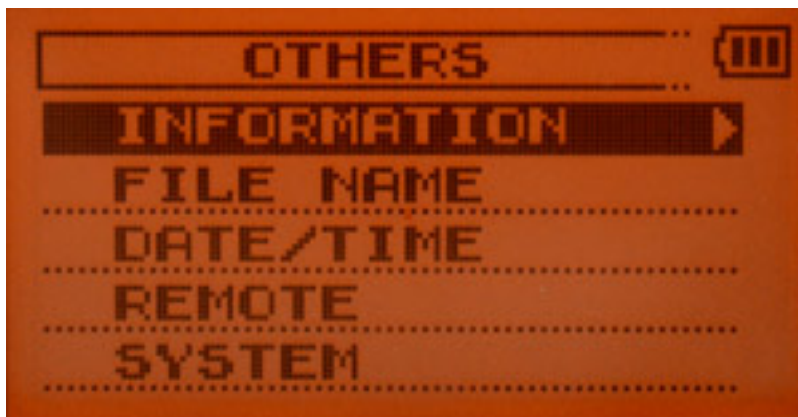 OTHERS
INFORMATION
FILE NAME
DATE/TIME
REMOTE
SYSTEM